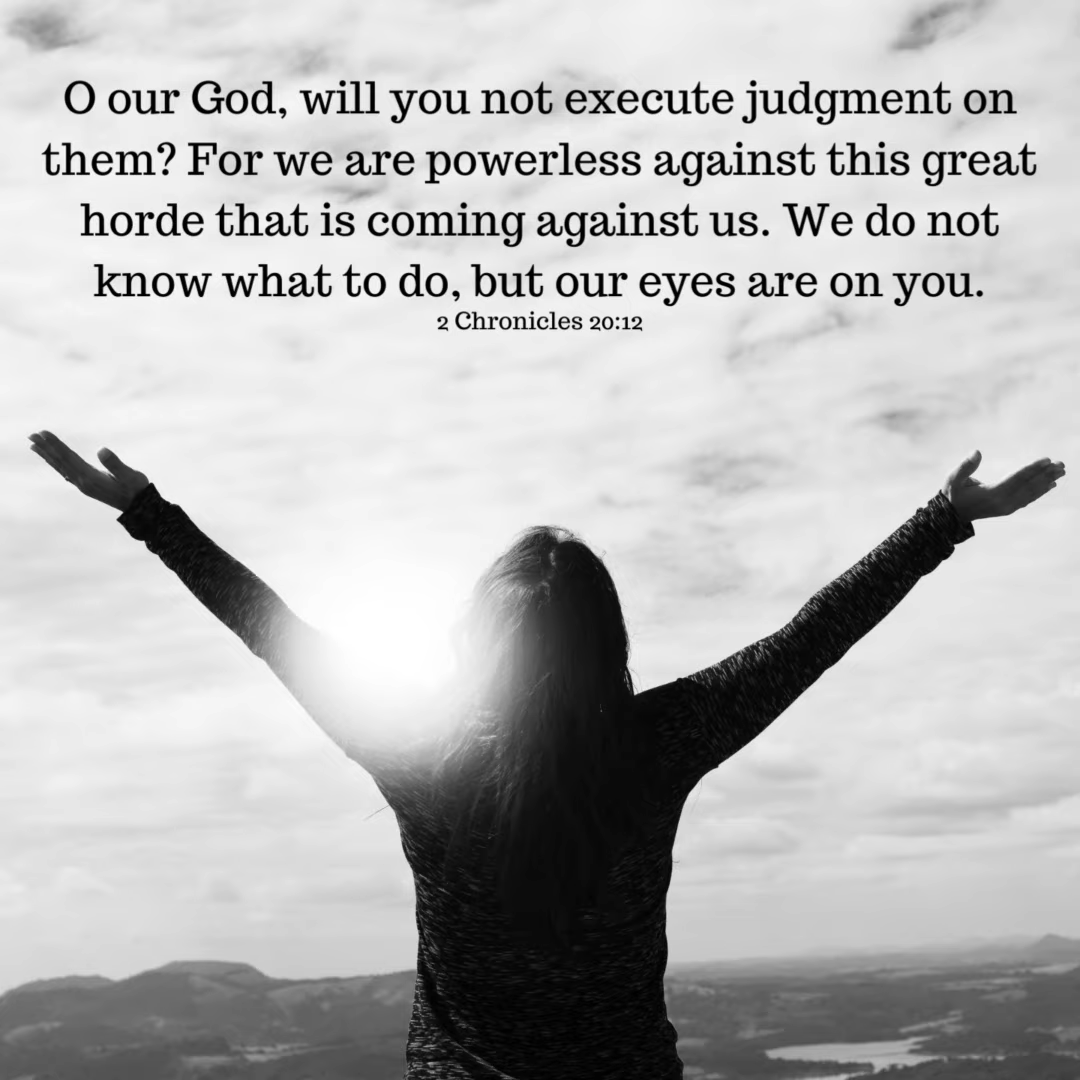 O our God, will you not execute judgment on
them? For we are powerless against this great
horde that is coming against us. We do not
know what to do, but our eyes are on you.
2 Chronicles 20:12